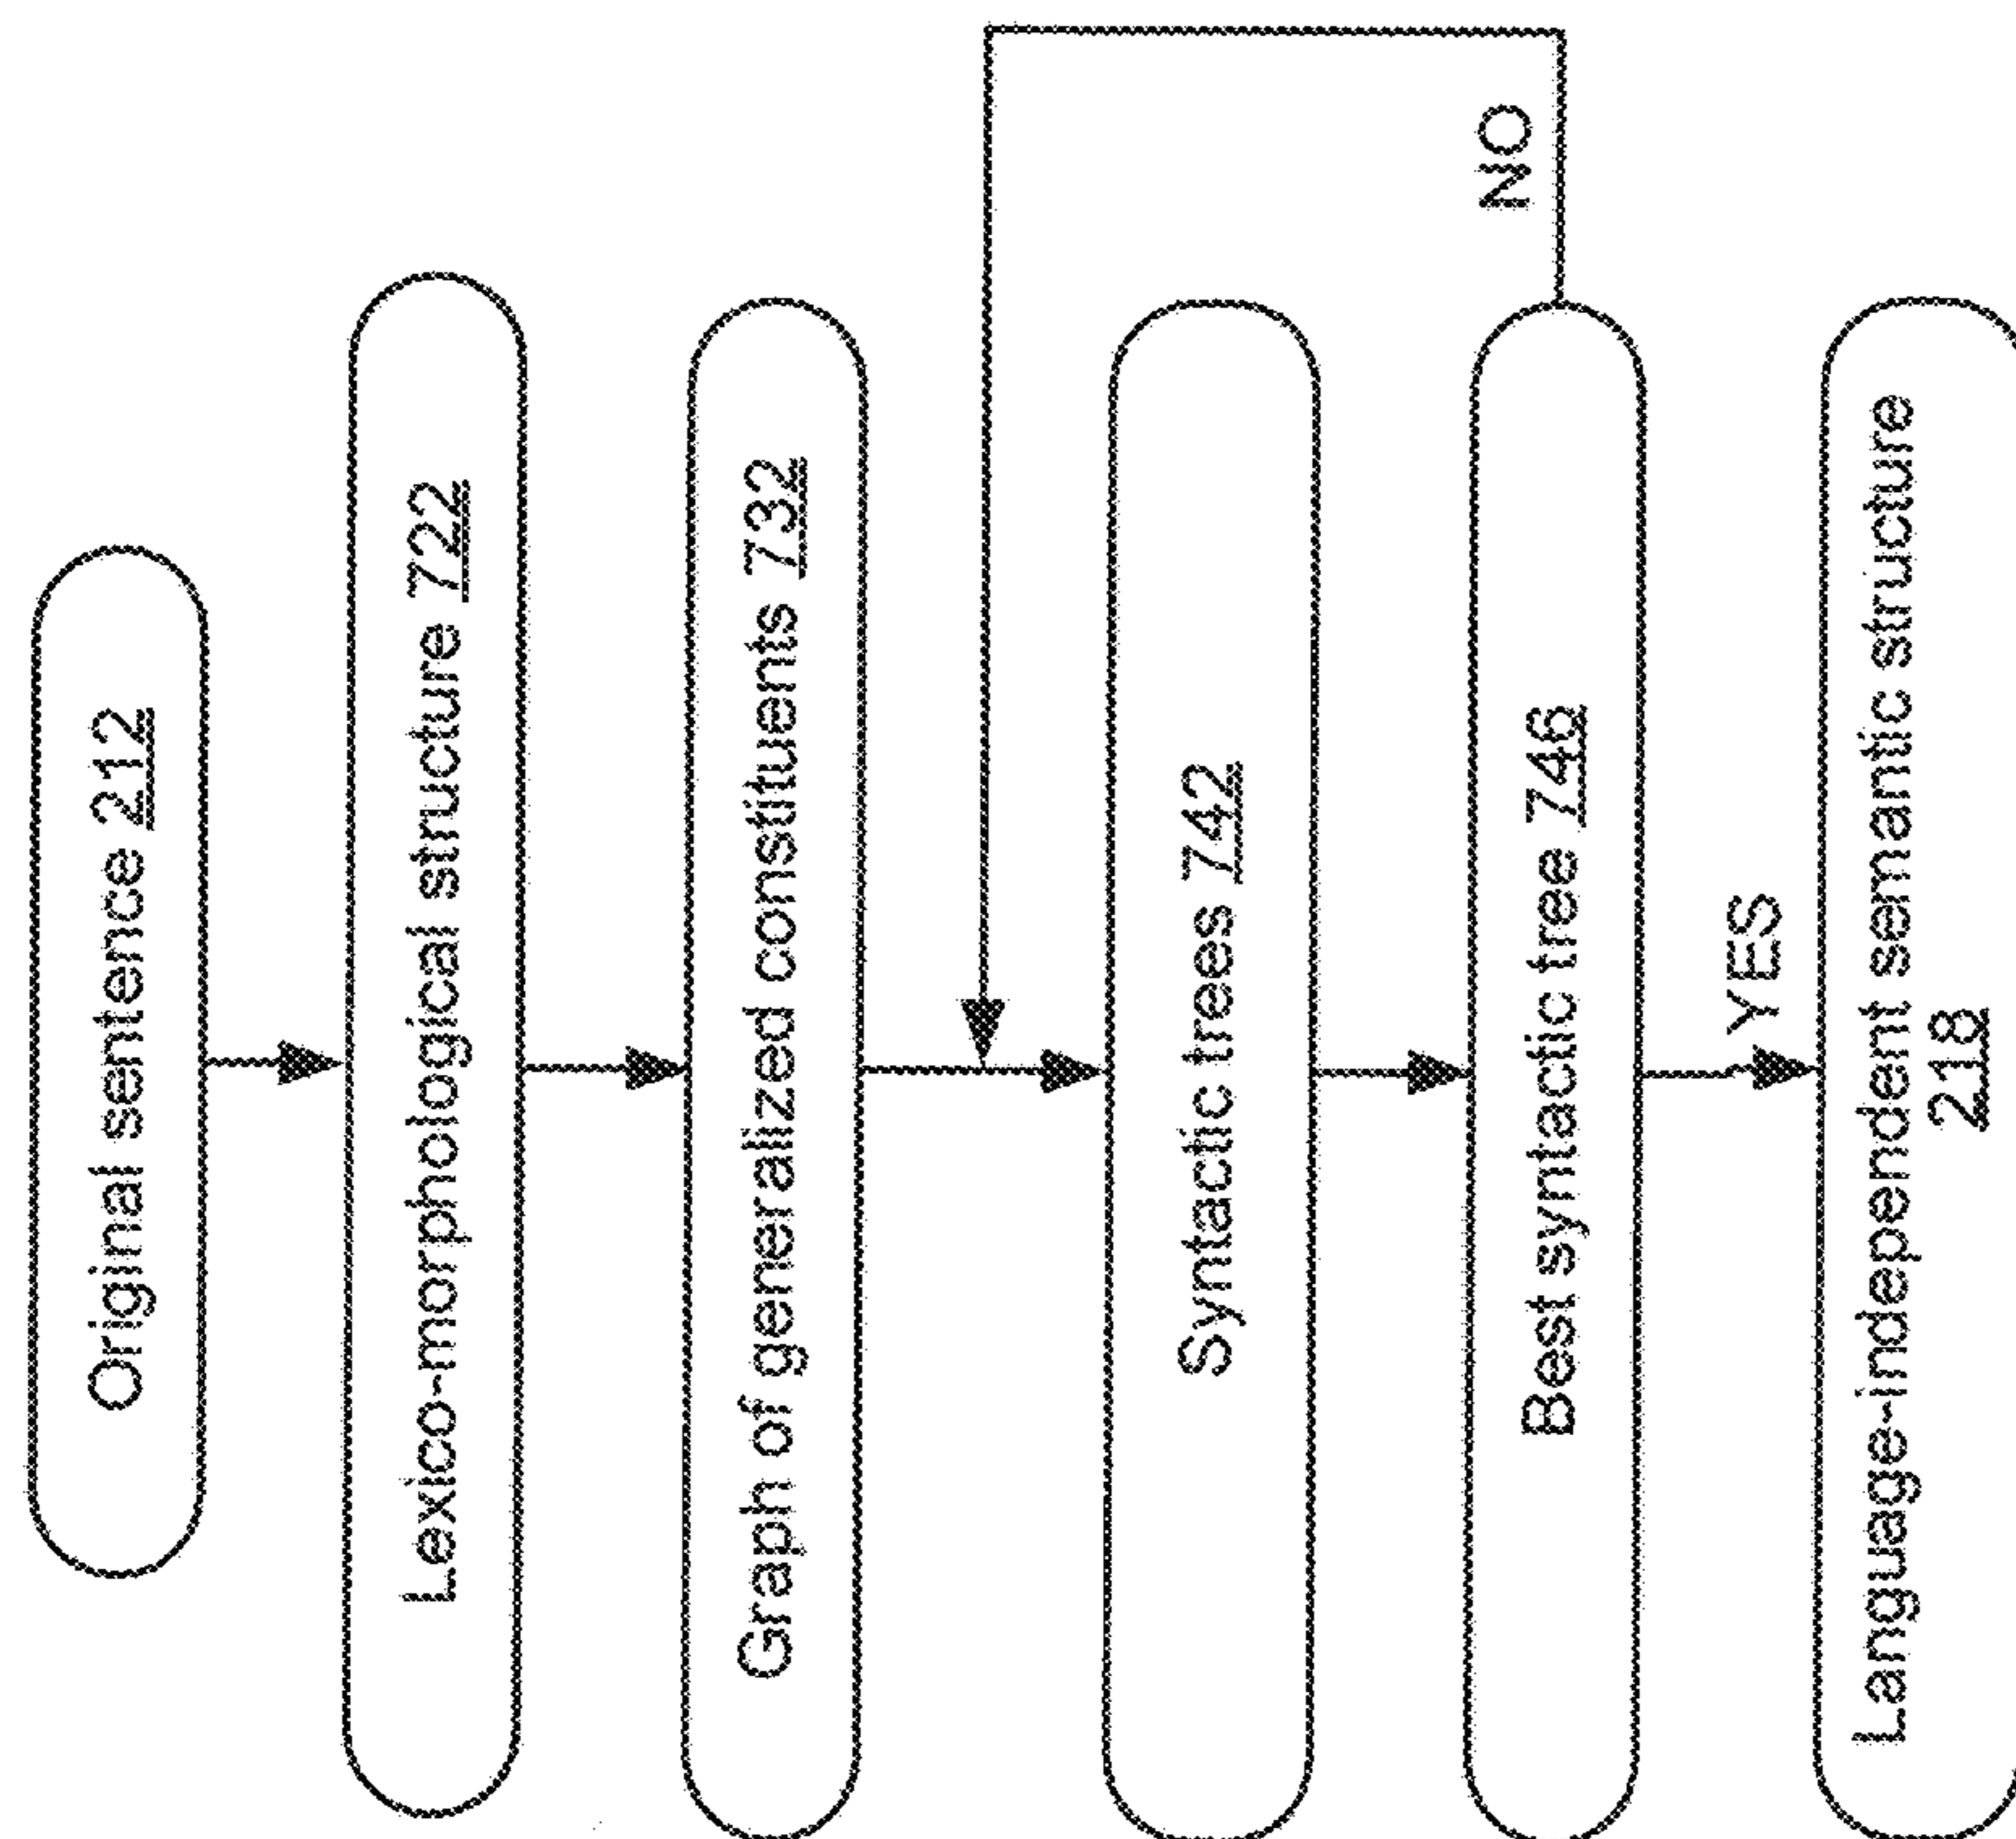 Original sentence 212
Lexico-morphological structure 722
Graph of generalized constituents 732
Syntactic trees 742
Best syntactic tree 746
NO
YES
Language-independent semantic structure
218